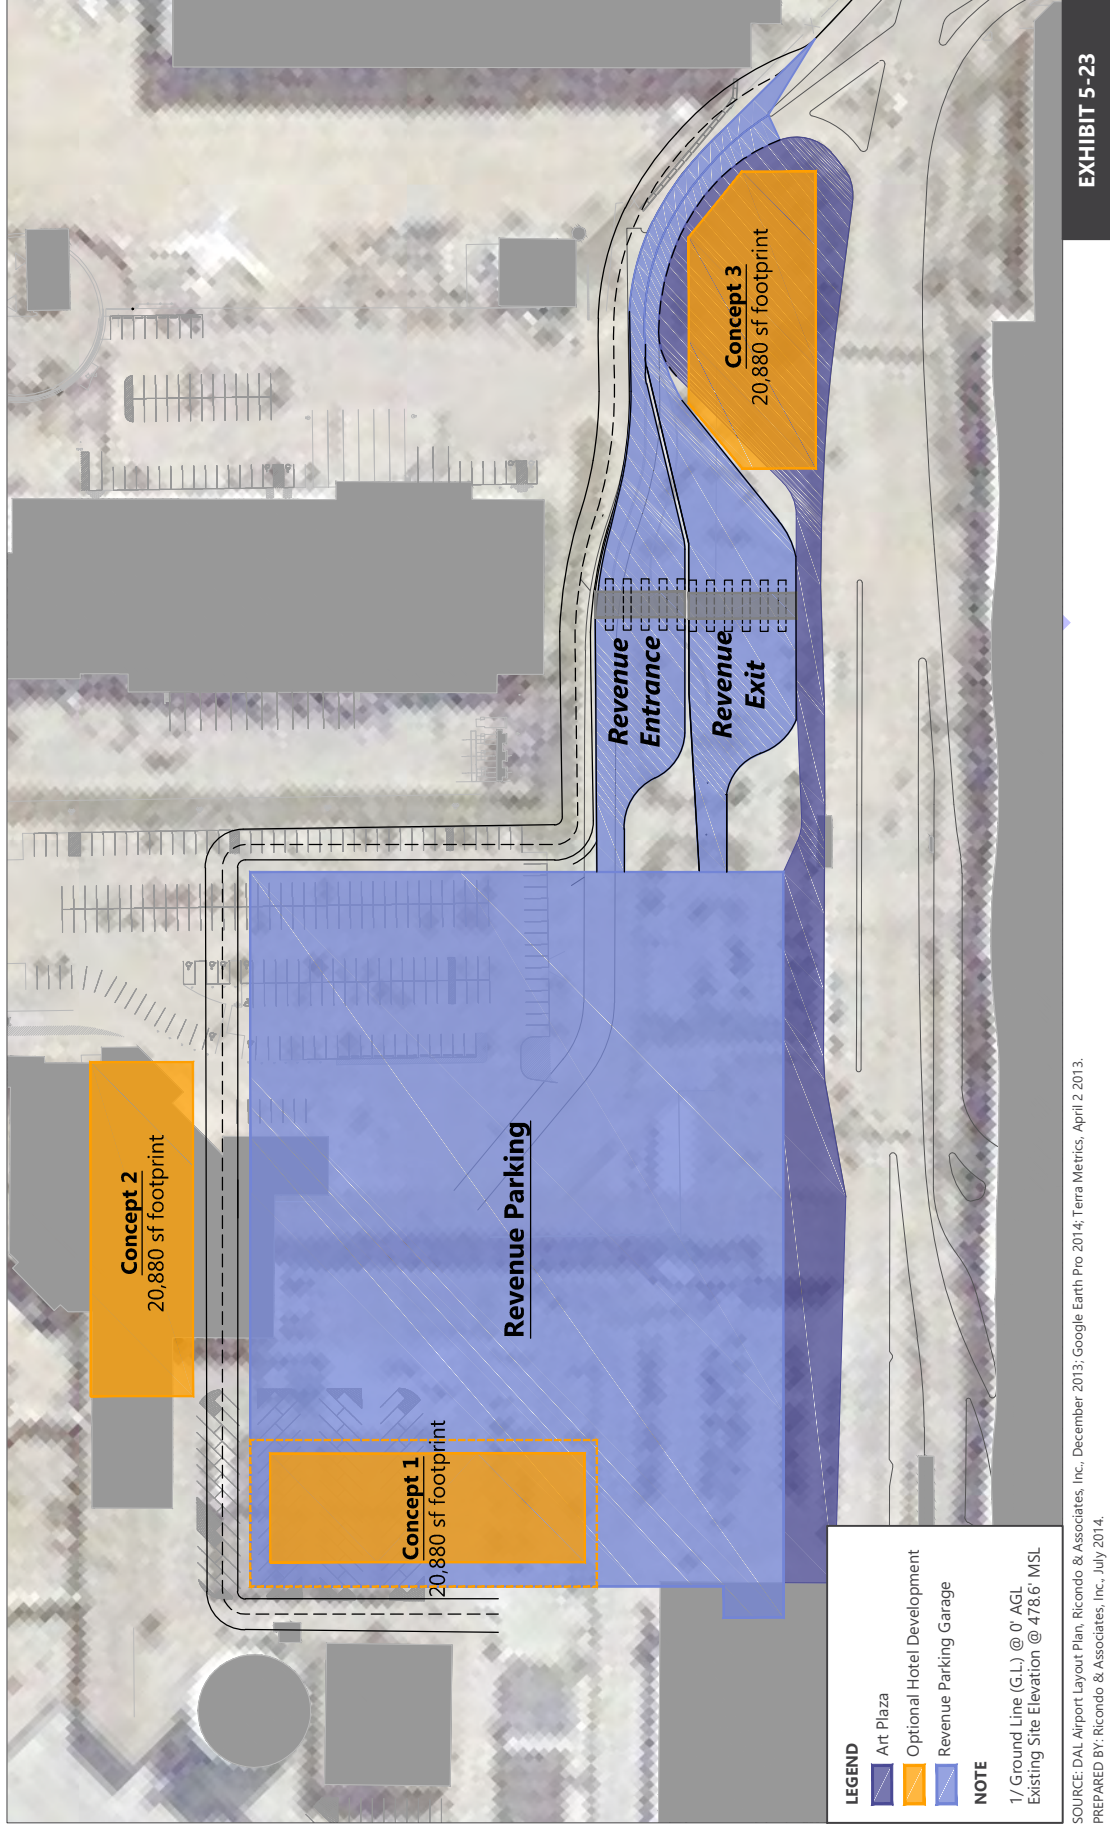 EXHIBIT 5-23
Concept 2
20,880 sf footprint
Concept 1
20,880 sf footprint
Revenue Parking
Revenue
Entrance
Revenue
Exit
Concept 3
20,880 sf footprint
LEGEND
Art Plaza
Optional Hotel Development
Revenue Parking Garage
NOTE
1/ Ground Line (G.L.) @ 0' AGL
Existing Site Elevation @ 478.6' MSL
SOURCE: DAL Airport Layout Plan, Ricondo & Associates, Inc., December 2013; Google Earth Pro 2014; Terra Metrics, April 2 2013.
PREPARED BY: Ricondo & Associates, Inc., July 2014.